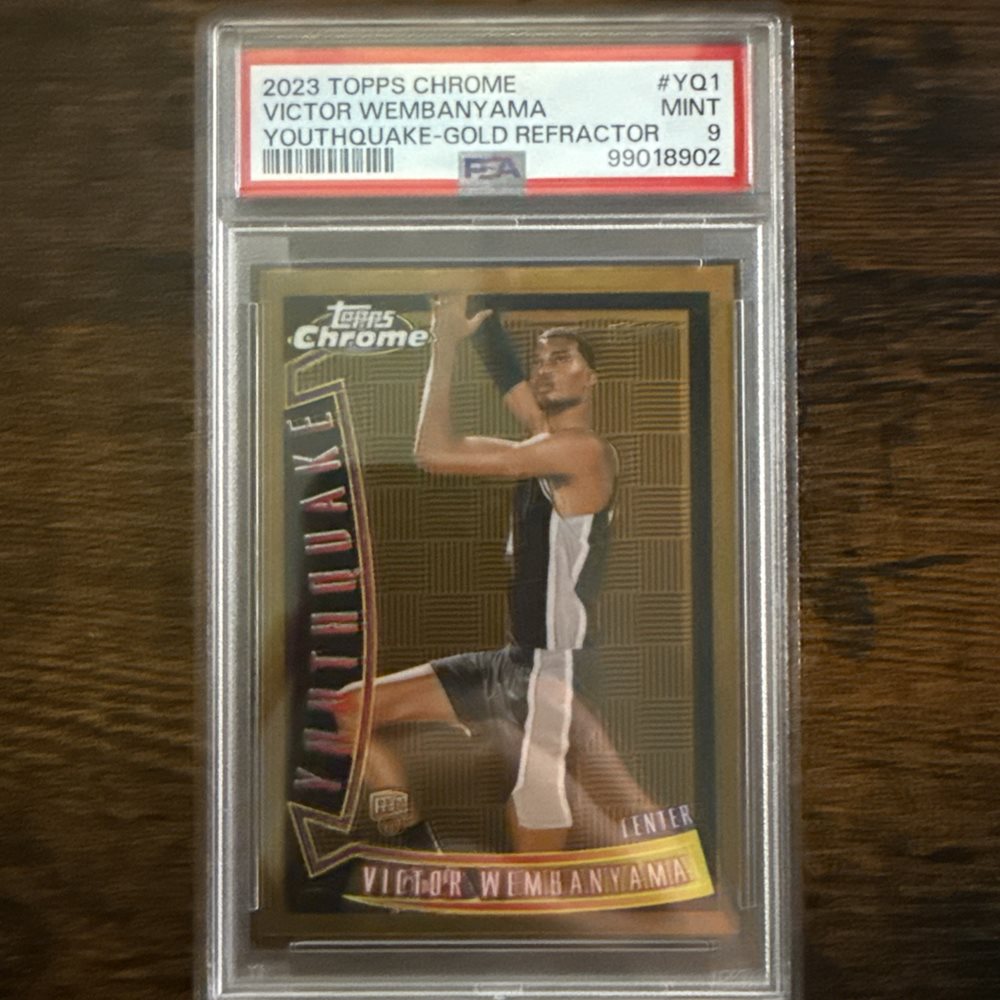 2023 TOPPS CHROME #YQ1
VICTOR WEMBANYAMA MINT
YOUTHQUAKE-GOLD REFRACTOR 9
99018902
PSA
Topps
Chrome
YOUTHQUAKE
CENTER
VICTOR WEMBANYAMA